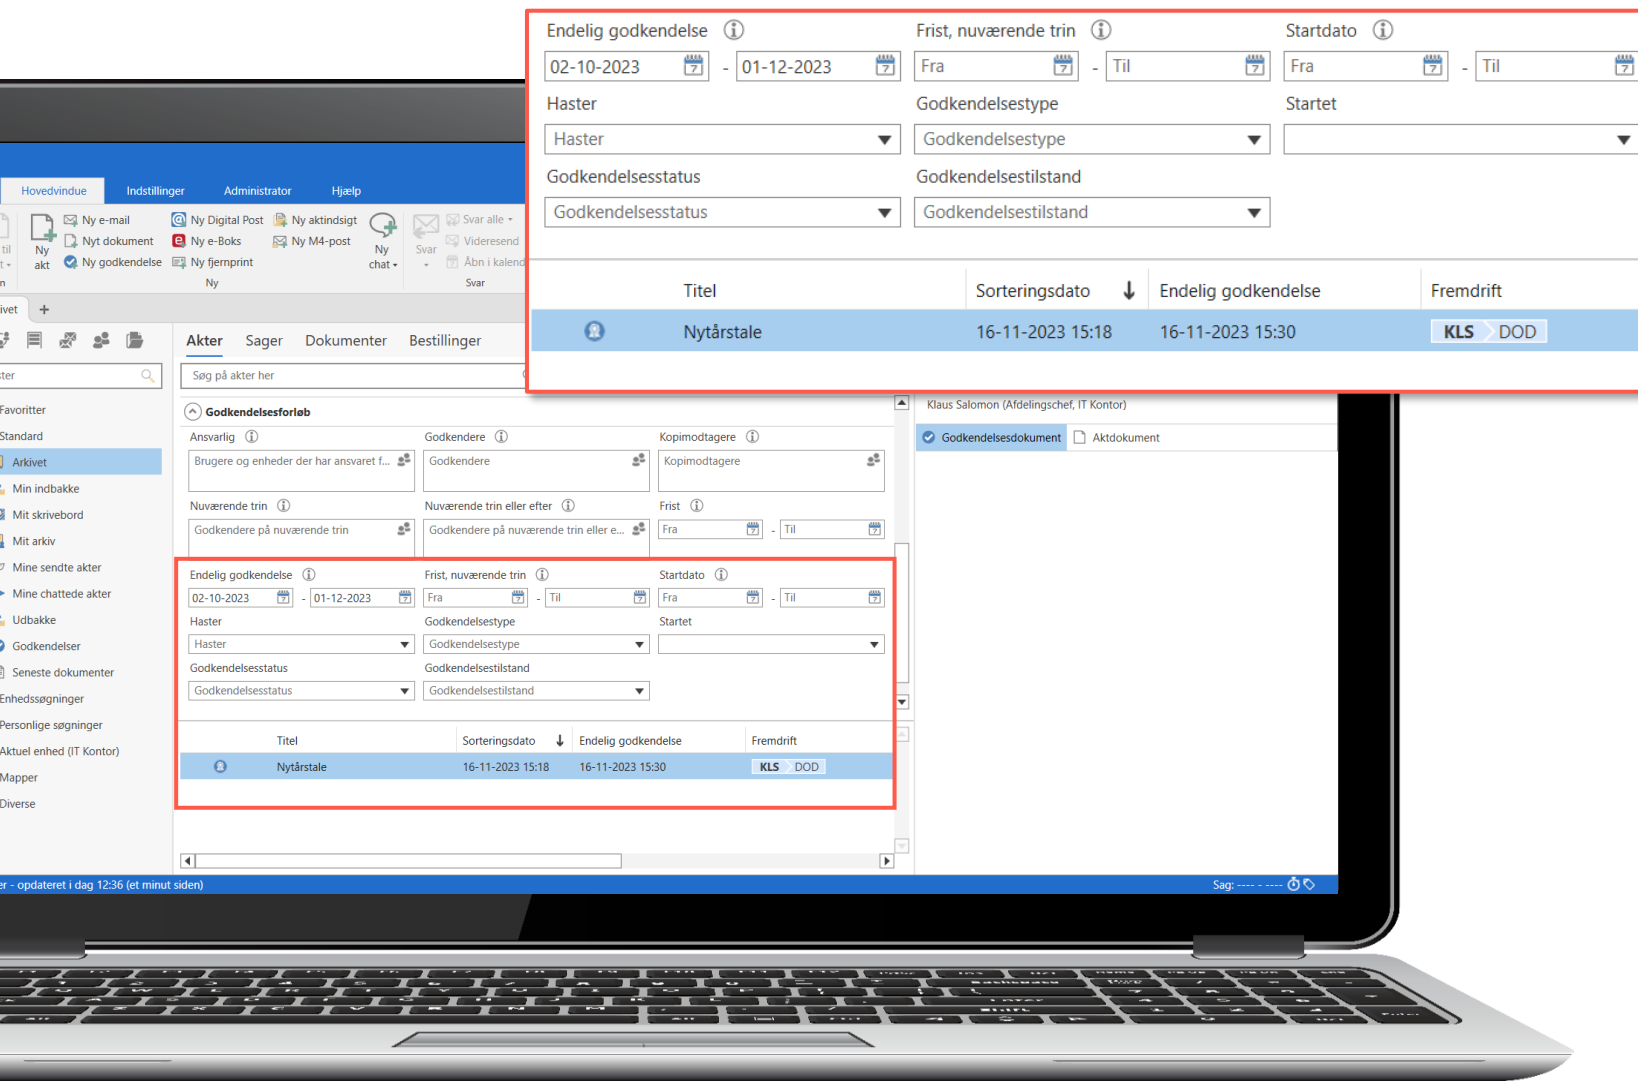 Endelig godkendelse
Frist, nuværende trin
Startdato
02-10-2023 - 01-12-2023
Fra - Til
Fra - Til
Haster
Godkendelsestype
Startet
Haster
Godkendelsestype
Godkendelsesstatus
Godkendelsestilstand
Godkendelsesstatus
Godkendelsestilstand
Titel Sorteringsdato Endelig godkendelse Fremdrift
Nytårstale 16-11-2023 15:18 16-11-2023 15:30 KLS DOD
Hovedvindue Indstillinger Administrator Hjælp
Ny akt
Ny e-mail
Nyt dokument
Ny godkendelse
Ny Digital Post
Ny e-Boks
Ny fjernprint
Ny aktindsigt
Ny M4-post
Ny chat
Ny
Svar
Svar alle
Videresend
Åbn i kalend
Svar
Akter Sager Dokumenter Bestillinger
Søg på akter her
Favoritter
Standard
Arkivet
Min indbakke
Mit skrivebord
Mit arkiv
Mine sendte akter
Mine chattede akter
Udbakke
Godkendelser
Seneste dokumenter
Enhedssøgninger
Personlige søgninger
Aktuel enhed (IT Kontor)
Mapper
Diverse
Godkendelsesforløb
Ansvarlig Godkendere Kopimodtagere
Brugere og enheder der har ansvaret f... Godkendere Kopimodtagere
Nuværende trin Nuværende trin eller efter Frist
Godkendere på nuværende trin Godkendere på nuværende trin eller e... Fra - Til
Endelig godkendelse Frist, nuværende trin Startdato
02-10-2023 - 01-12-2023 Fra - Til Fra - Til
Haster Godkendelsestype Startet
Haster Godkendelsestype
Godkendelsesstatus Godkendelsestilstand
Godkendelsesstatus Godkendelsestilstand
Titel Sorteringsdato Endelig godkendelse Fremdrift
Nytårstale 16-11-2023 15:18 16-11-2023 15:30 KLS DOD
Klaus Salomon (Afdelingschef, IT Kontor)
Godkendelsesdokument Aktdokument
- opdateret i dag 12:36 (et minut siden)
Sag: ---- - ----